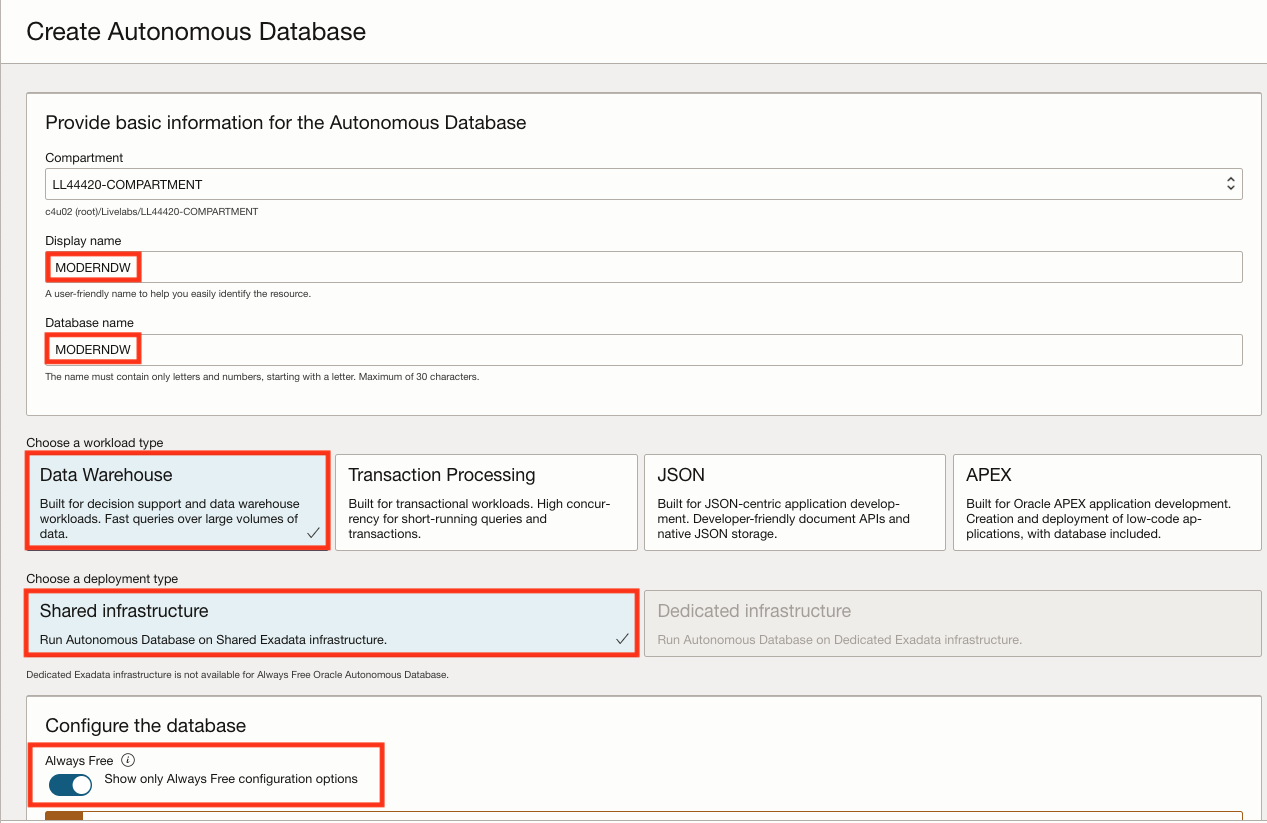 Create Autonomous Database
Provide basic information for the Autonomous Database
Compartment
LL44420-COMPARTMENT
c4u02 (root)/Livelabs/LL44420-COMPARTMENT
Display name
MODERNDW
A user-friendly name to help you easily identify the resource.
Database name
MODERNDW
The name must contain only letters and numbers, starting with a letter. Maximum of 30 characters.
Choose a workload type
Data Warehouse
Built for decision support and data warehouse
workloads. Fast queries over large volumes of
data.
Transaction Processing
Built for transactional workloads. High concur-
rency for short-running queries and
transactions.
JSON
Built for JSON-centric application develop-
ment. Developer-friendly document APIs and
native JSON storage.
APEX
Built for Oracle APEX application development.
Creation and deployment of low-code ap-
plications, with database included.
Choose a deployment type
Shared infrastructure
Run Autonomous Database on Shared Exadata infrastructure.
Dedicated infrastructure
Run Autonomous Database on Dedicated Exadata infrastructure.
Dedicated Exadata infrastructure is not available for Always Free Oracle Autonomous Database.
Configure the database
Always Free
Show only Always Free configuration options